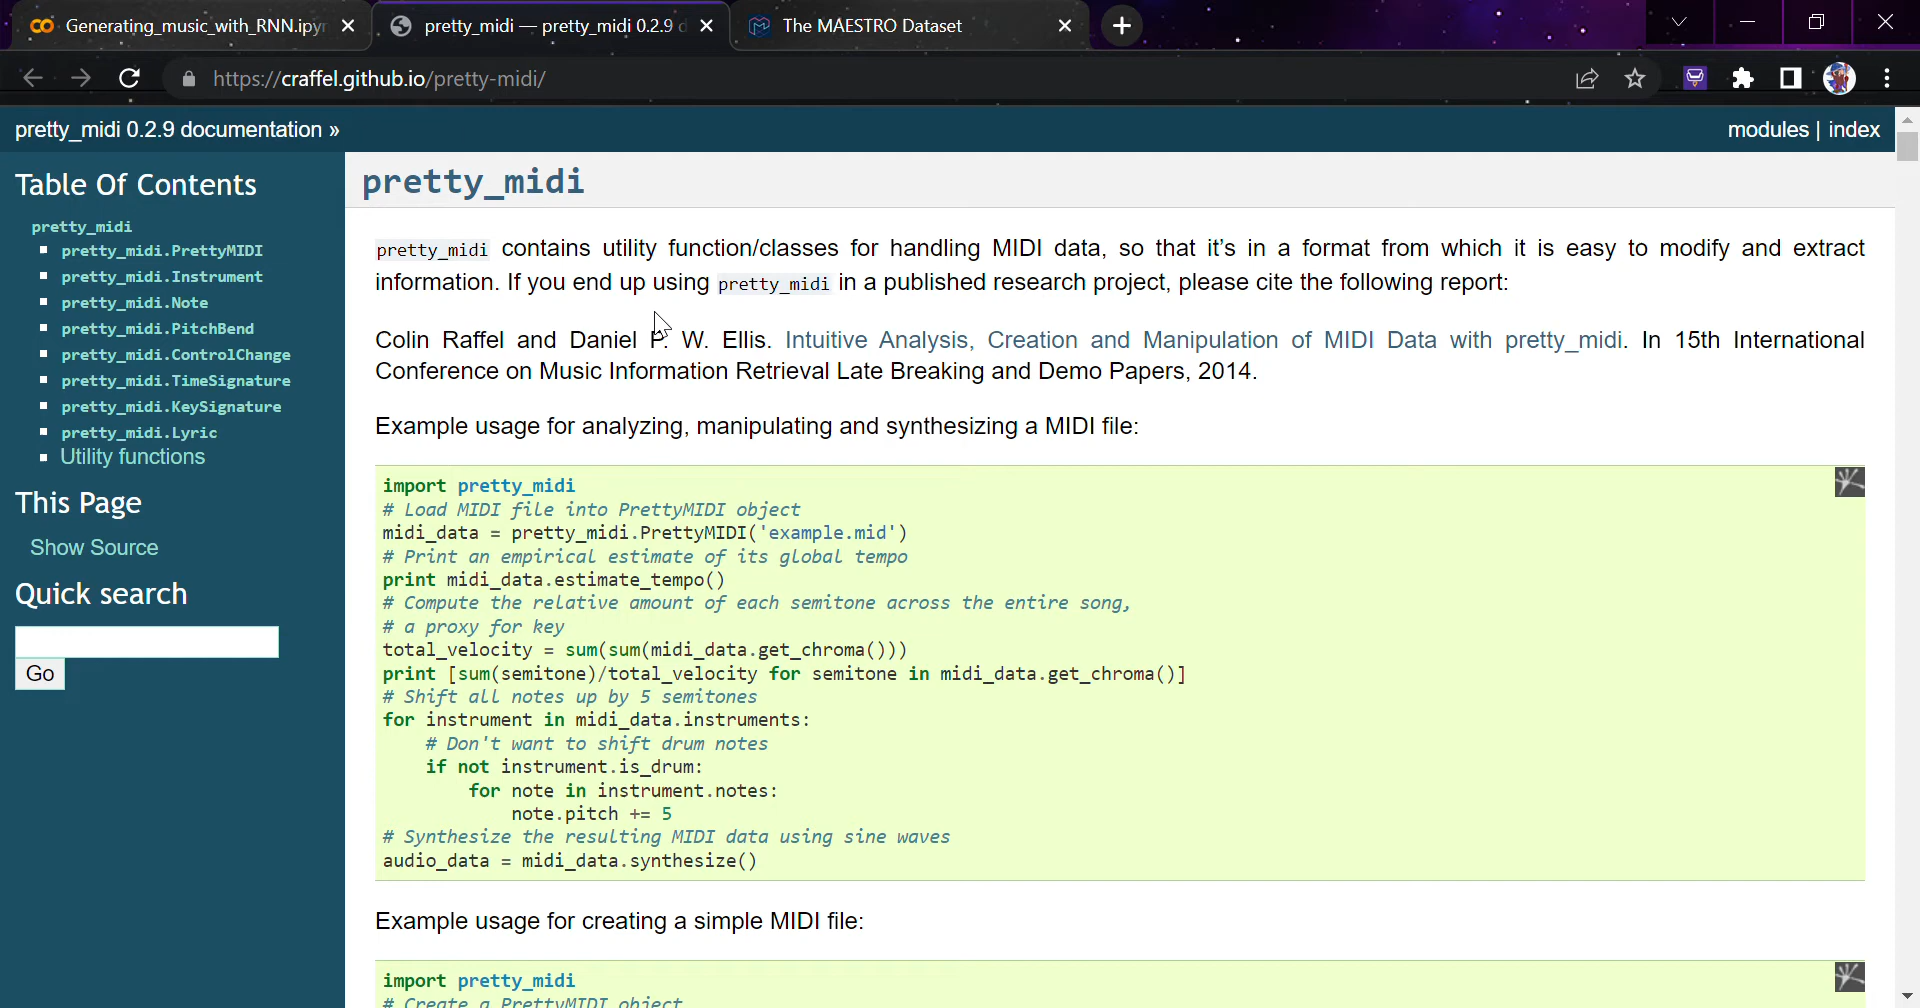 Generating_music_with_RNN.ipyr
pretty_midi — pretty_midi 0.2.9 d
The MAESTRO Dataset
https://craffel.github.io/pretty-midi/
pretty_midi 0.2.9 documentation »
modules | index
Table Of Contents
pretty_midi
pretty_midi.PrettyMIDI
pretty_midi.Instrument
pretty_midi.Note
pretty_midi.PitchBend
pretty_midi.ControlChange
pretty_midi.TimeSignature
pretty_midi.KeySignature
pretty_midi.Lyric
Utility functions
This Page
Show Source
Quick search
Go
pretty_midi
pretty_midi contains utility function/classes for handling MIDI data, so that it’s in a format from which it is easy to modify and extract
information. If you end up using pretty_midi in a published research project, please cite the following report:
Colin Raffel and Daniel P. W. Ellis. Intuitive Analysis, Creation and Manipulation of MIDI Data with pretty_midi. In 15th International
Conference on Music Information Retrieval Late Breaking and Demo Papers, 2014.
Example usage for analyzing, manipulating and synthesizing a MIDI file:
import pretty_midi
# Load MIDI file into PrettyMIDI object
midi_data = pretty_midi.PrettyMIDI('example.mid')
# Print an empirical estimate of its global tempo
print midi_data.estimate_tempo()
# Compute the relative amount of each semitone across the entire song,
# a proxy for key
total_velocity = sum(sum(midi_data.get_chroma()))
print [sum(semitone)/total_velocity for semitone in midi_data.get_chroma()]
# Shift all notes up by 5 semitones
for instrument in midi_data.instruments:
    # Don't want to shift drum notes
    if not instrument.is_drum:
        for note in instrument.notes:
            note.pitch += 5
# Synthesize the resulting MIDI data using sine waves
audio_data = midi_data.synthesize()
Example usage for creating a simple MIDI file:
import pretty_midi
# Create a PrettyMIDI object